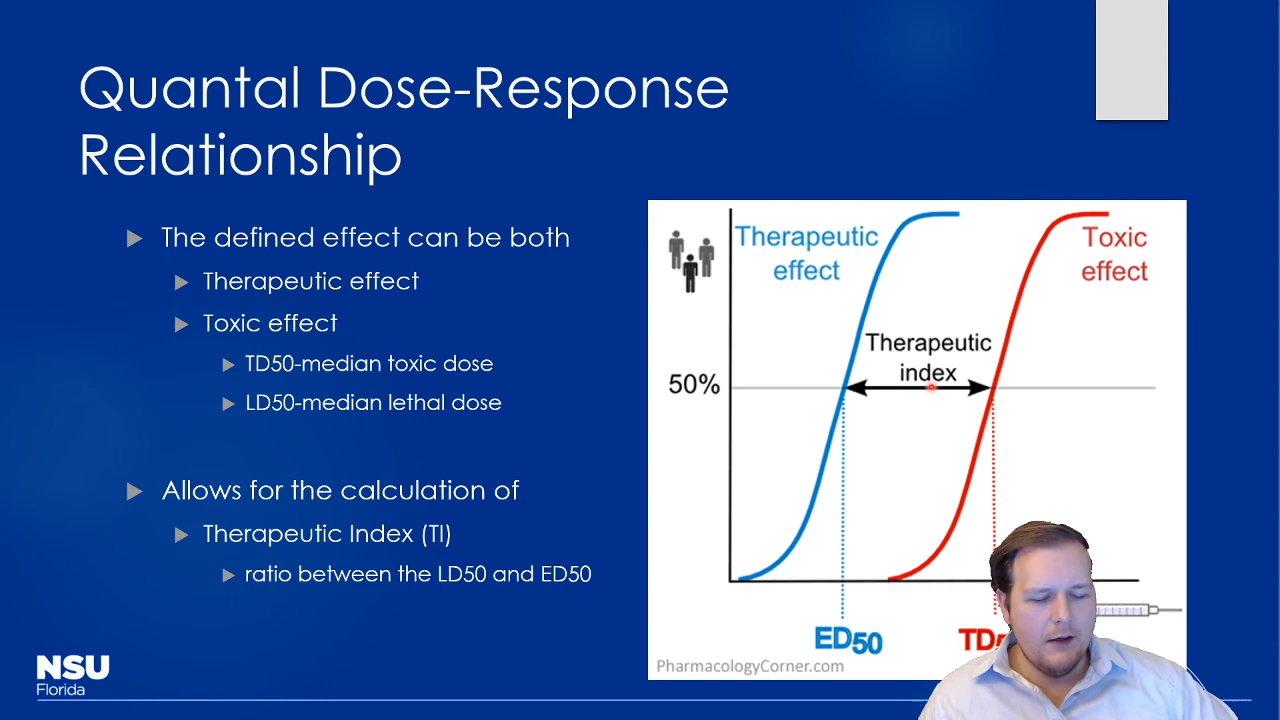 Quantal Dose-Response
Relationship
The defined effect can be both
Therapeutic effect
Toxic effect
TD50-median toxic dose
LD50-median lethal dose
Allows for the calculation of
Therapeutic Index (TI)
ratio between the LD50 and ED50
Therapeutic
effect
Toxic
effect
Therapeutic
index
50%
ED50
PharmacologyCorner.com
NSU
Florida